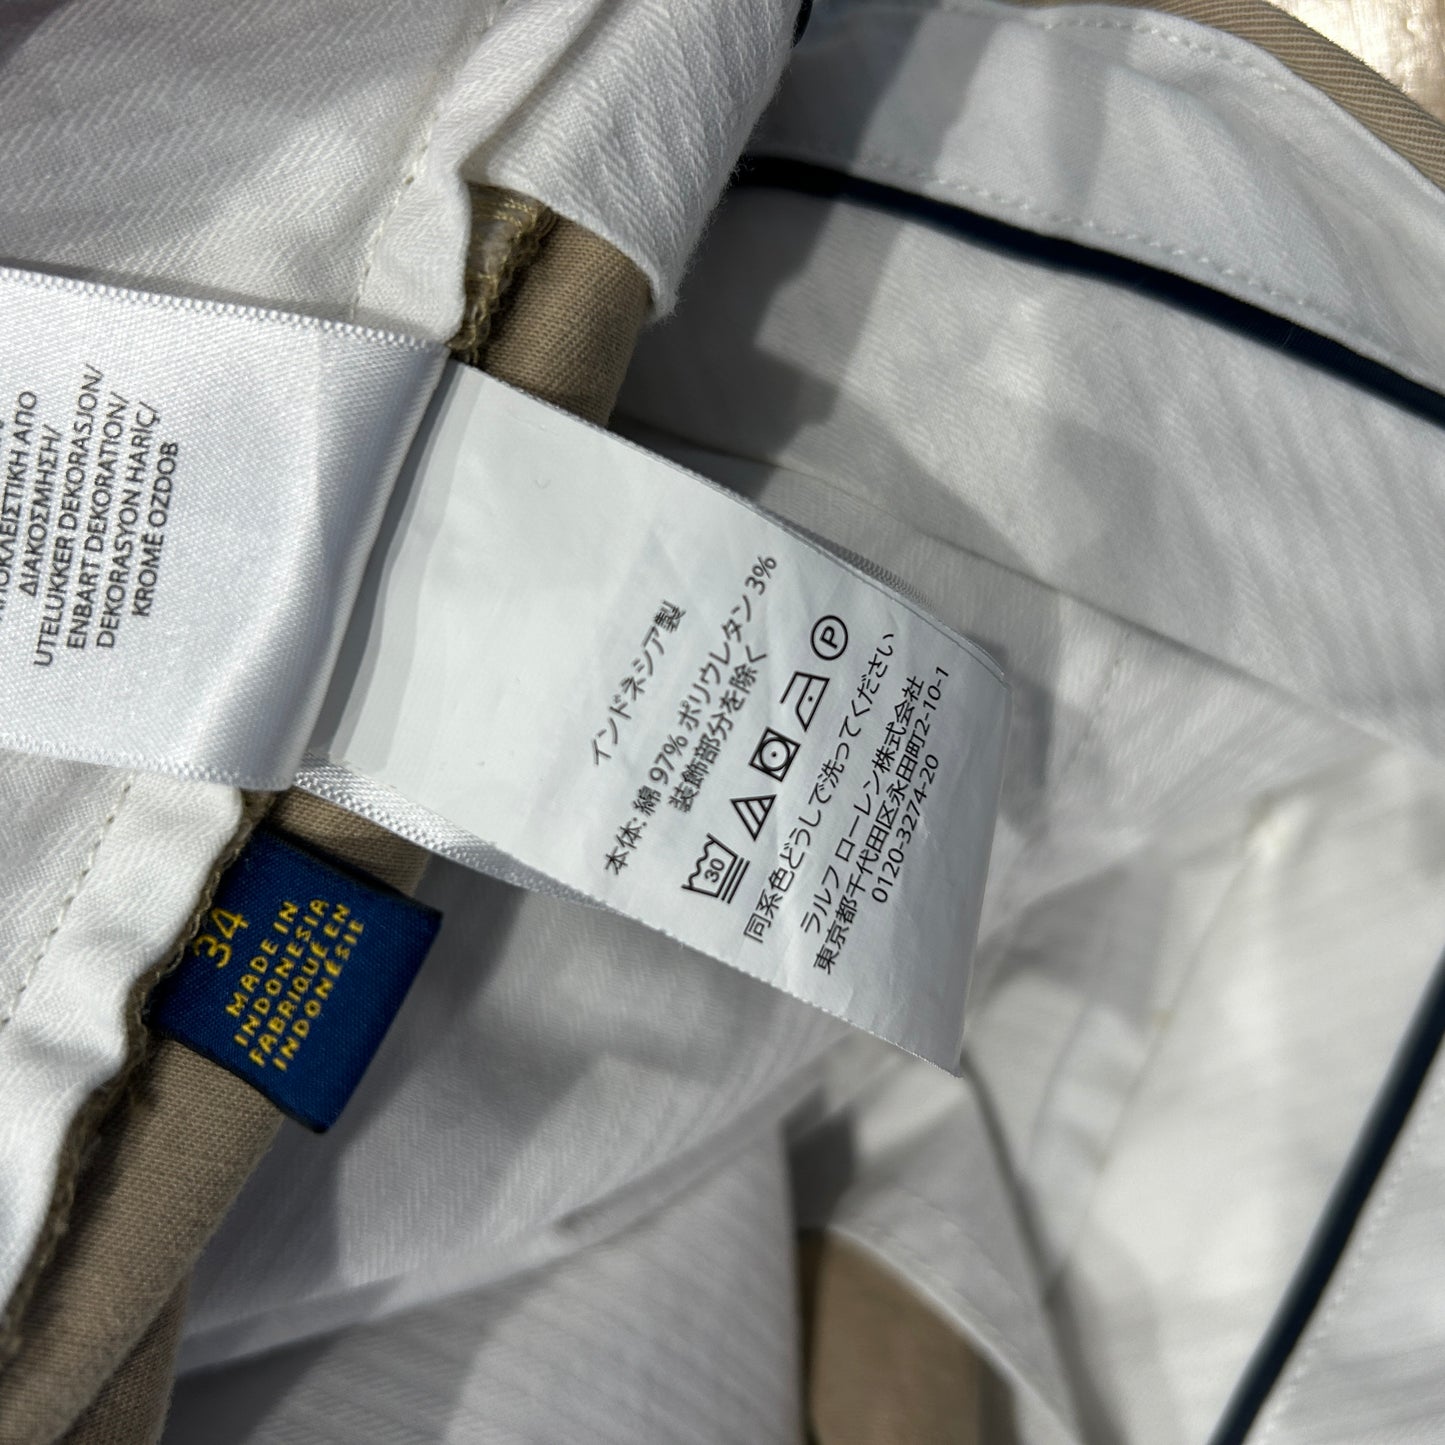 ΔΙΑΚΟΣΜΗΣΗ/
UTELUKKER DEKORASJON/
ENBART DEKORATION/
DEKORASYON HARİÇ/
KROMĚ OZDOB
インドネシア製
本体: 綿 97% ポリウレタン 3%
装飾部分を除く
30
P
同系色どうしで洗ってください
ラルフ ローレン株式会社
東京都千代田区永田町2-10-1
0120-3274-20
34
MADE IN
INDONESIA
FABRIQUÉ EN
INDONÉSIE